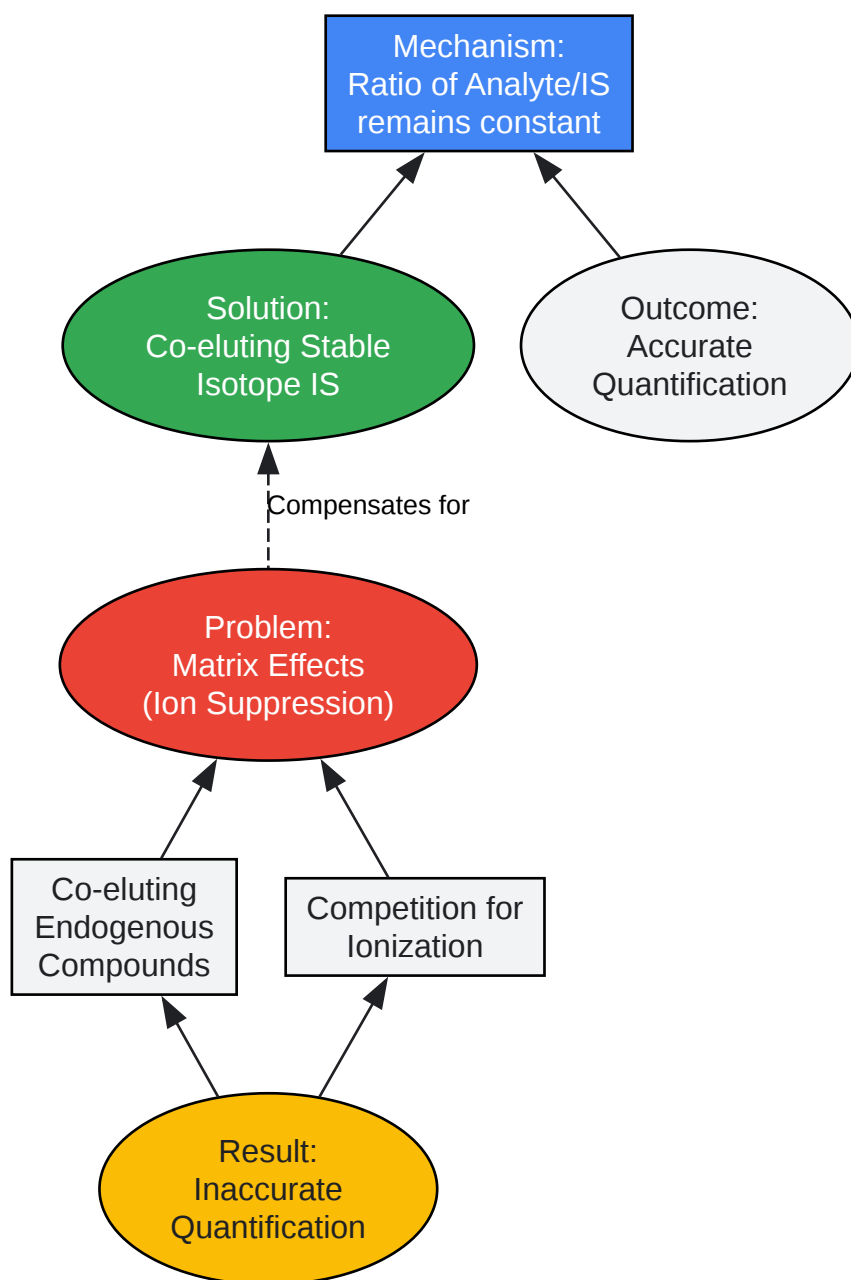 Mechanism:
Ratio of Analyte/IS
remains constant
Solution:
Co-eluting Stable
Isotope IS
Outcome:
Accurate
Quantification
Compensates for
Problem:
Matrix Effects
(Ion Suppression)
Co-eluting
Endogenous
Compounds
Competition for
Ionization
Result:
Inaccurate
Quantification